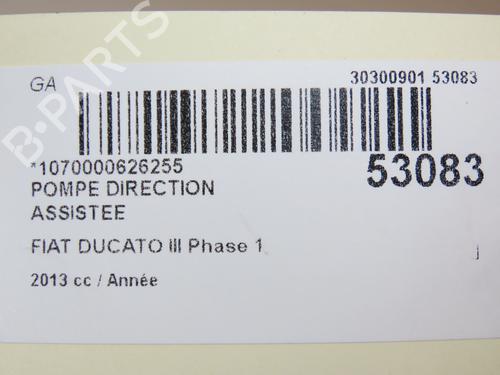 GA
30300901 53083
*1070000626255
53083
POMPE DIRECTION
ASSISTEE
FIAT DUCATO III Phase 1
2013 cc / Année
B-PARTS